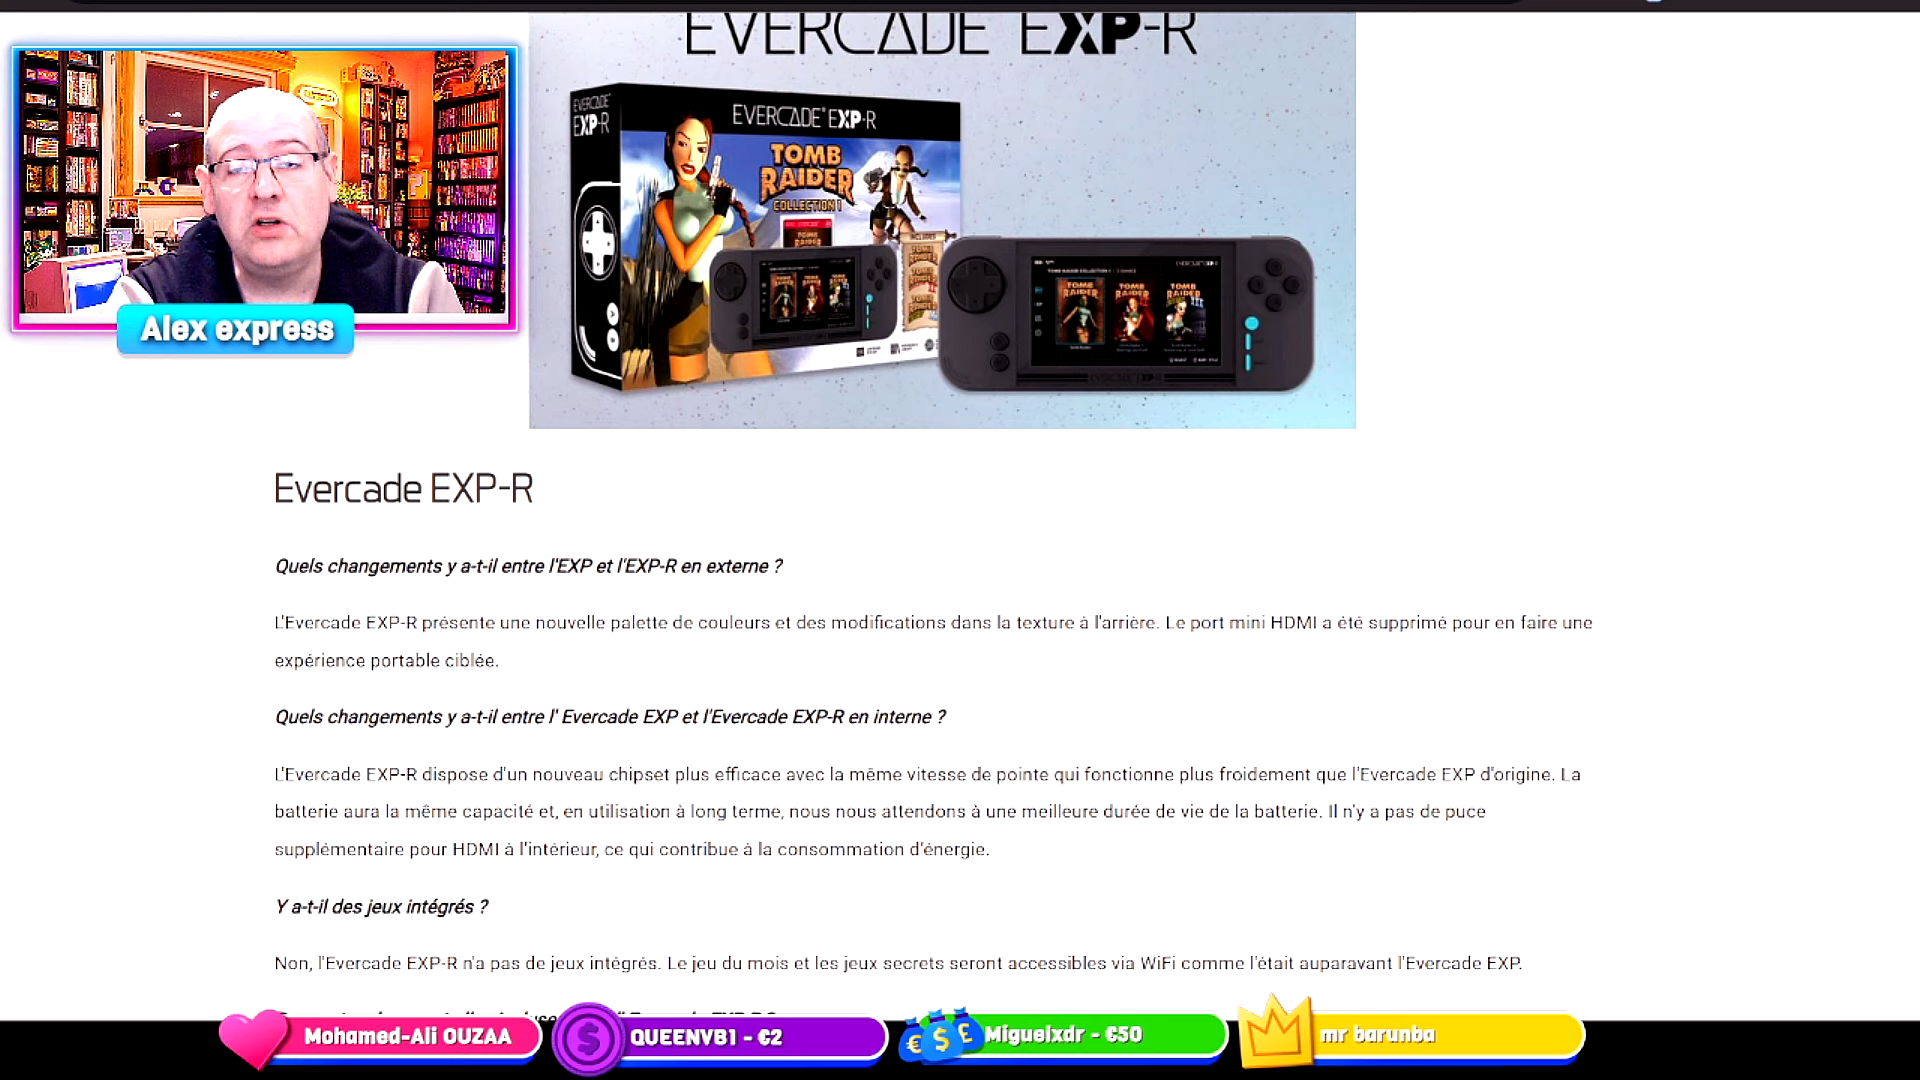 EVERCADE EXP-R
EVERCADE EXP-R
EVERCADE EXP-R
TOMB
RAIDER
COLLECTION 1
INCLUDES
TOMB RAIDER
TOMB RAIDER
TOMB RAIDER
Alex express
Evercade EXP-R
Quels changements y a-t-il entre l'EXP et l'EXP-R en externe ?
L'Evercade EXP-R présente une nouvelle palette de couleurs et des modifications dans la texture à l'arrière. Le port mini HDMI a été supprimé pour en faire une
expérience portable ciblée.
Quels changements y a-t-il entre l' Evercade EXP et l'Evercade EXP-R en interne ?
L'Evercade EXP-R dispose d'un nouveau chipset plus efficace avec la même vitesse de pointe qui fonctionne plus froidement que l'Evercade EXP d'origine. La
batterie aura la même capacité et, en utilisation à long terme, nous nous attendons à une meilleure durée de vie de la batterie. Il n'y a pas de puce
supplémentaire pour HDMI à l'intérieur, ce qui contribue à la consommation d'énergie.
Y a-t-il des jeux intégrés ?
Non, l'Evercade EXP-R n'a pas de jeux intégrés. Le jeu du mois et les jeux secrets seront accessibles via WiFi comme l'était auparavant l'Evercade EXP.
Mohamed-Ali OUZAA
QUEENVB1 - €2
Miguelxdr - €50
mr barunba